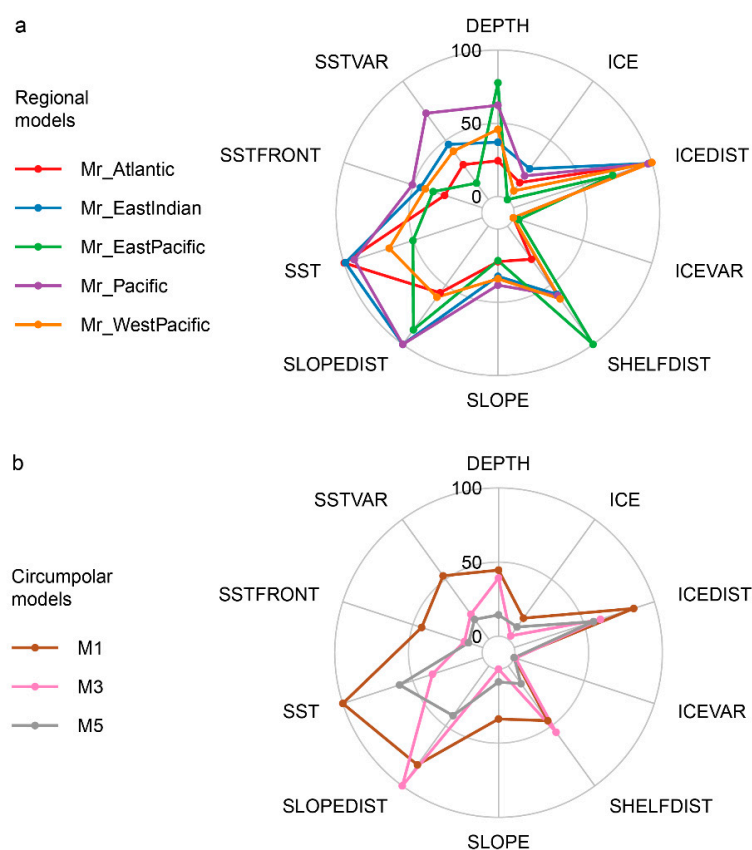 a
DEPTH
100
SSTVAR
ICE
Regional
models
50
SSTFRONT
ICEDIST
Mr_Atlantic
Mr_EastIndian
0
Mr_EastPacific
SST
ICEVAR
Mr_Pacific
Mr_WestPacific
SLOPEDIST
SHELFDIST
SLOPE
b
DEPTH
100
SSTVAR
ICE
Circumpolar
models
50
SSTFRONT
ICEDIST
M1
0
M3
SST
ICEVAR
M5
SLOPEDIST
SHELFDIST
SLOPE